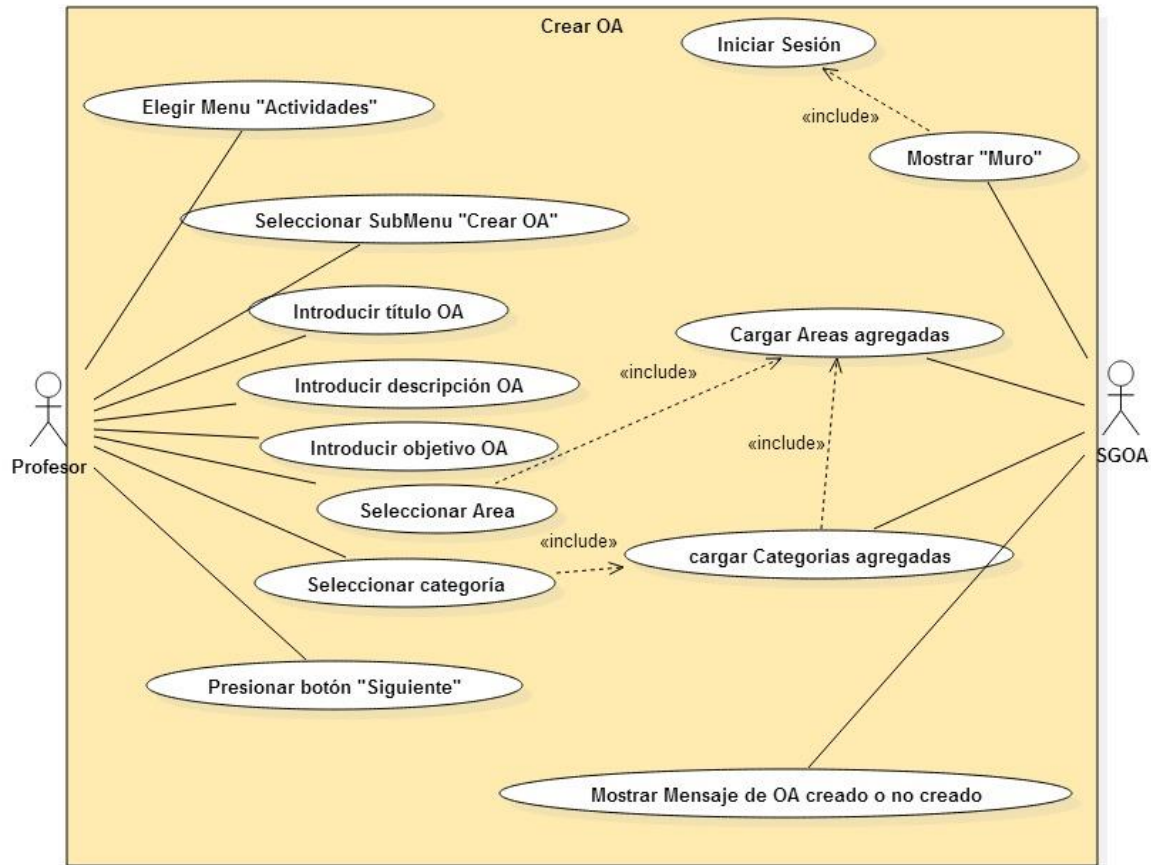 Crear OA
Iniciar Sesión
Elegir Menu "Actividades"
«include»
Mostrar "Muro"
Seleccionar SubMenu "Crear OA"
Introducir título OA
Cargar Areas agregadas
«include»
Introducir descripción OA
Introducir objetivo OA
«include»
Profesor
SGOA
Seleccionar Area
«include»
cargar Categorias agregadas
Seleccionar categoría
Presionar botón "Siguiente"
Mostrar Mensaje de OA creado o no creado